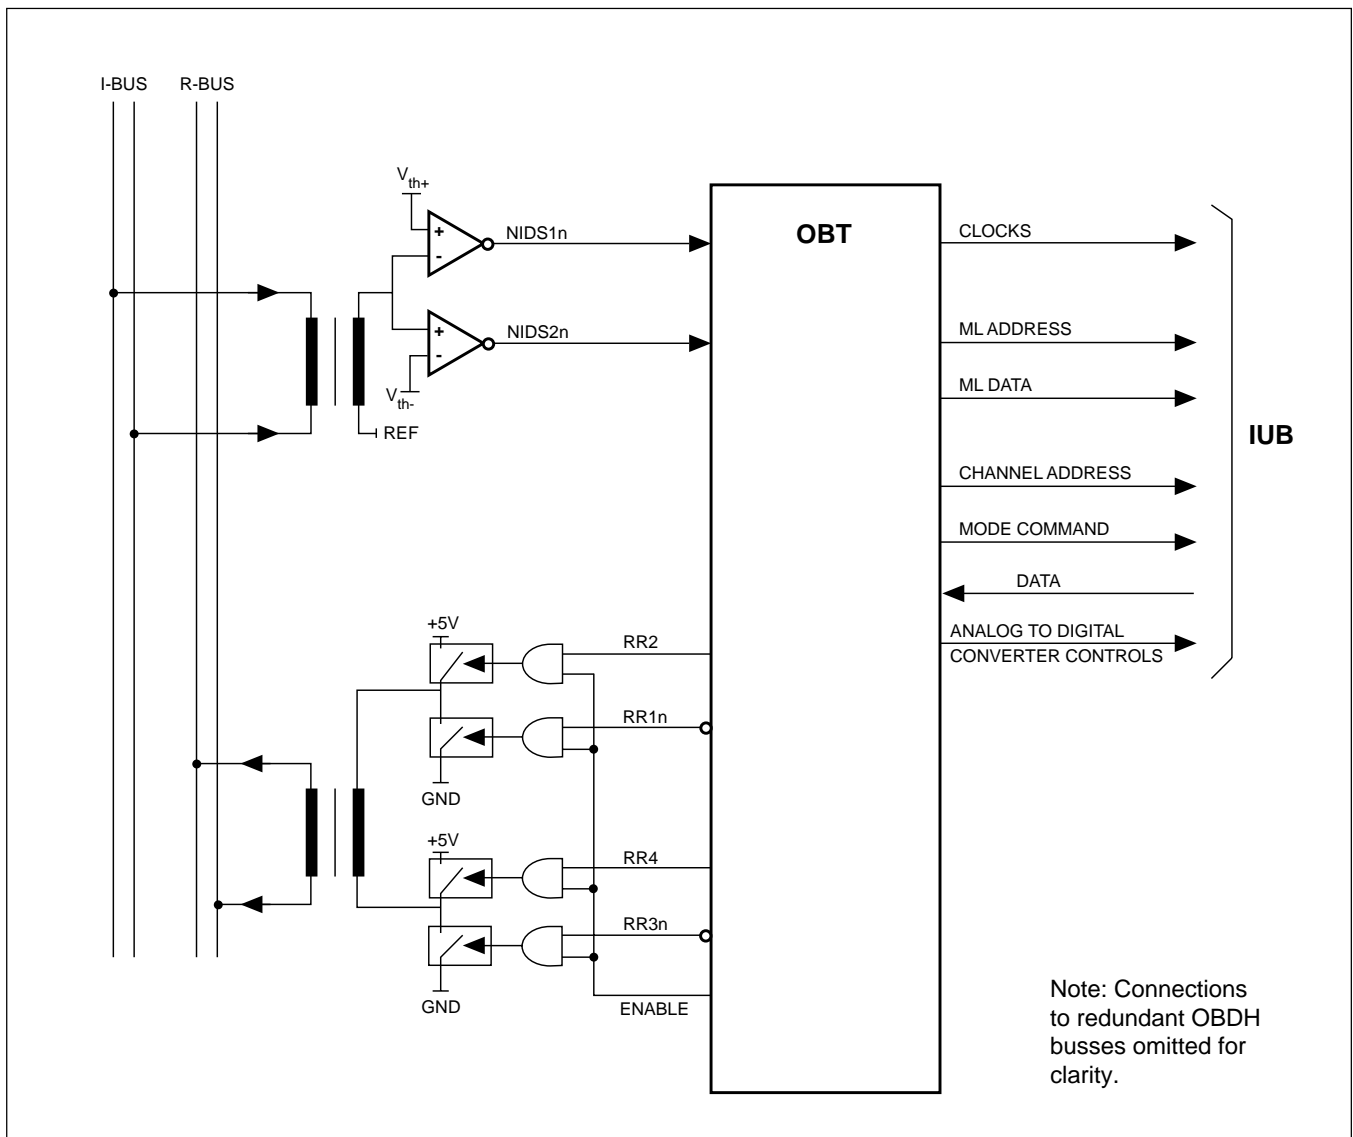 I-BUS
R-BUS
Vth+
NIDS1n
+
-
NIDS2n
+
-
Vth-
REF
OBT
CLOCKS
ML ADDRESS
ML DATA
IUB
CHANNEL ADDRESS
MODE COMMAND
DATA
ANALOG TO DIGITAL
CONVERTER CONTROLS
+5V
RR2
RR1n
GND
+5V
RR4
RR3n
GND
ENABLE
Note: Connections
to redundant OBDH
busses omitted for
clarity.